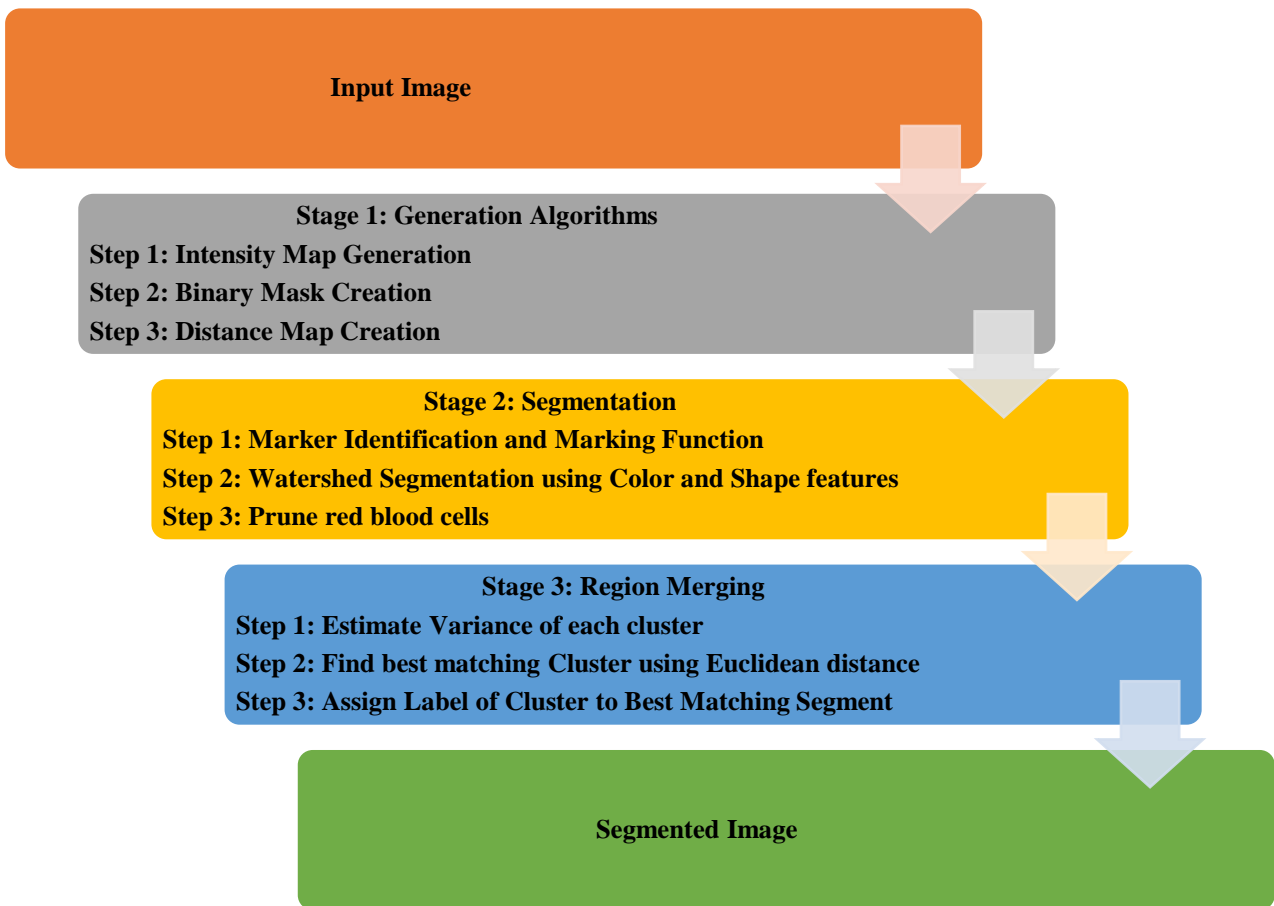 Input Image
Stage 1: Generation Algorithms
Step 1: Intensity Map Generation
Step 2: Binary Mask Creation
Step 3: Distance Map Creation
Stage 2: Segmentation
Step 1: Marker Identification and Marking Function
Step 2: Watershed Segmentation using Color and Shape features
Step 3: Prune red blood cells
Stage 3: Region Merging
Step 1: Estimate Variance of each cluster
Step 2: Find best matching Cluster using Euclidean distance
Step 3: Assign Label of Cluster to Best Matching Segment
Segmented Image